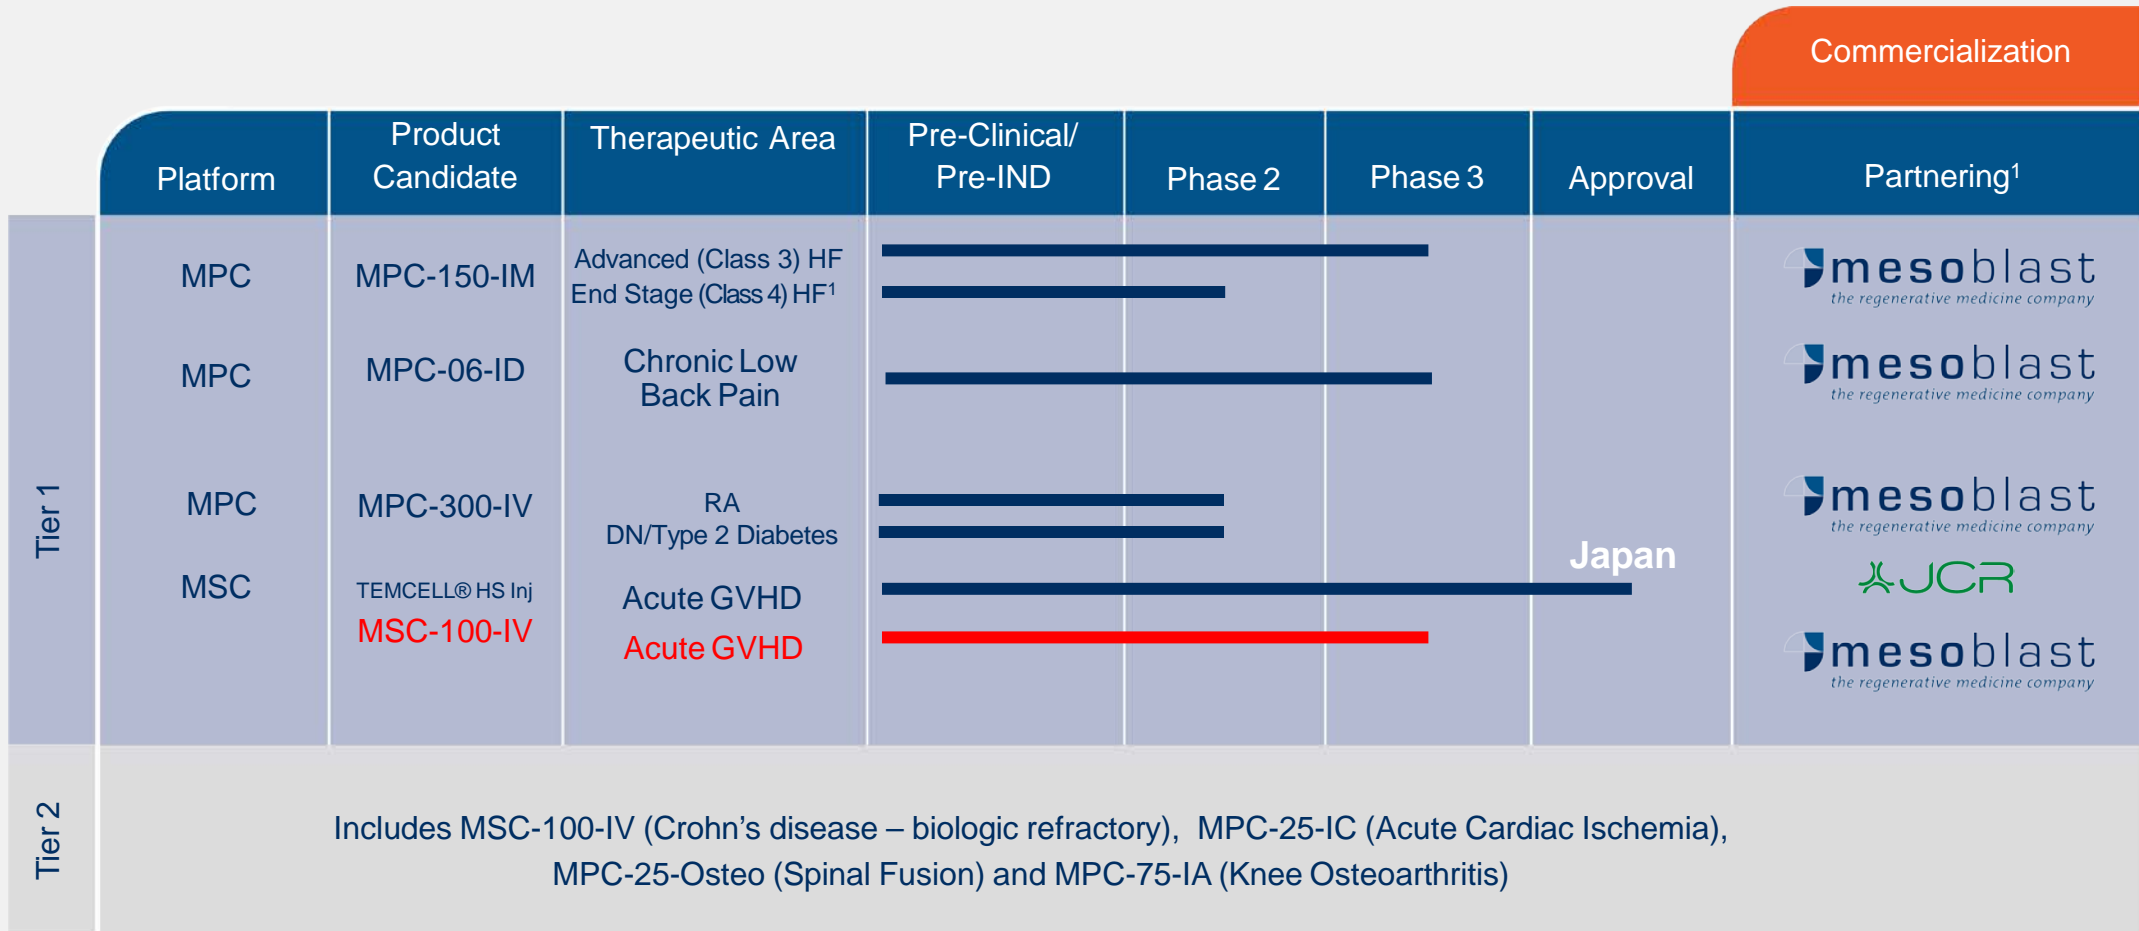 Commercialization
Platform
Product
Candidate
Therapeutic Area
Pre-Clinical/
Pre-IND
Phase 2
Phase 3
Approval
Partnering¹
Tier 1
MPC
MPC-150-IM
Advanced (Class 3) HF
End Stage (Class 4) HF¹
mesoblast
the regenerative medicine company
MPC
MPC-06-ID
Chronic Low
Back Pain
mesoblast
the regenerative medicine company
MPC
MPC-300-IV
RA
DN/Type 2 Diabetes
mesoblast
the regenerative medicine company
MSC
TEMCELL® HS Inj
Acute GVHD
Japan
JCR
MSC-100-IV
Acute GVHD
mesoblast
the regenerative medicine company
Tier 2
Includes MSC-100-IV (Crohn’s disease – biologic refractory), MPC-25-IC (Acute Cardiac Ischemia),
MPC-25-Osteo (Spinal Fusion) and MPC-75-IA (Knee Osteoarthritis)